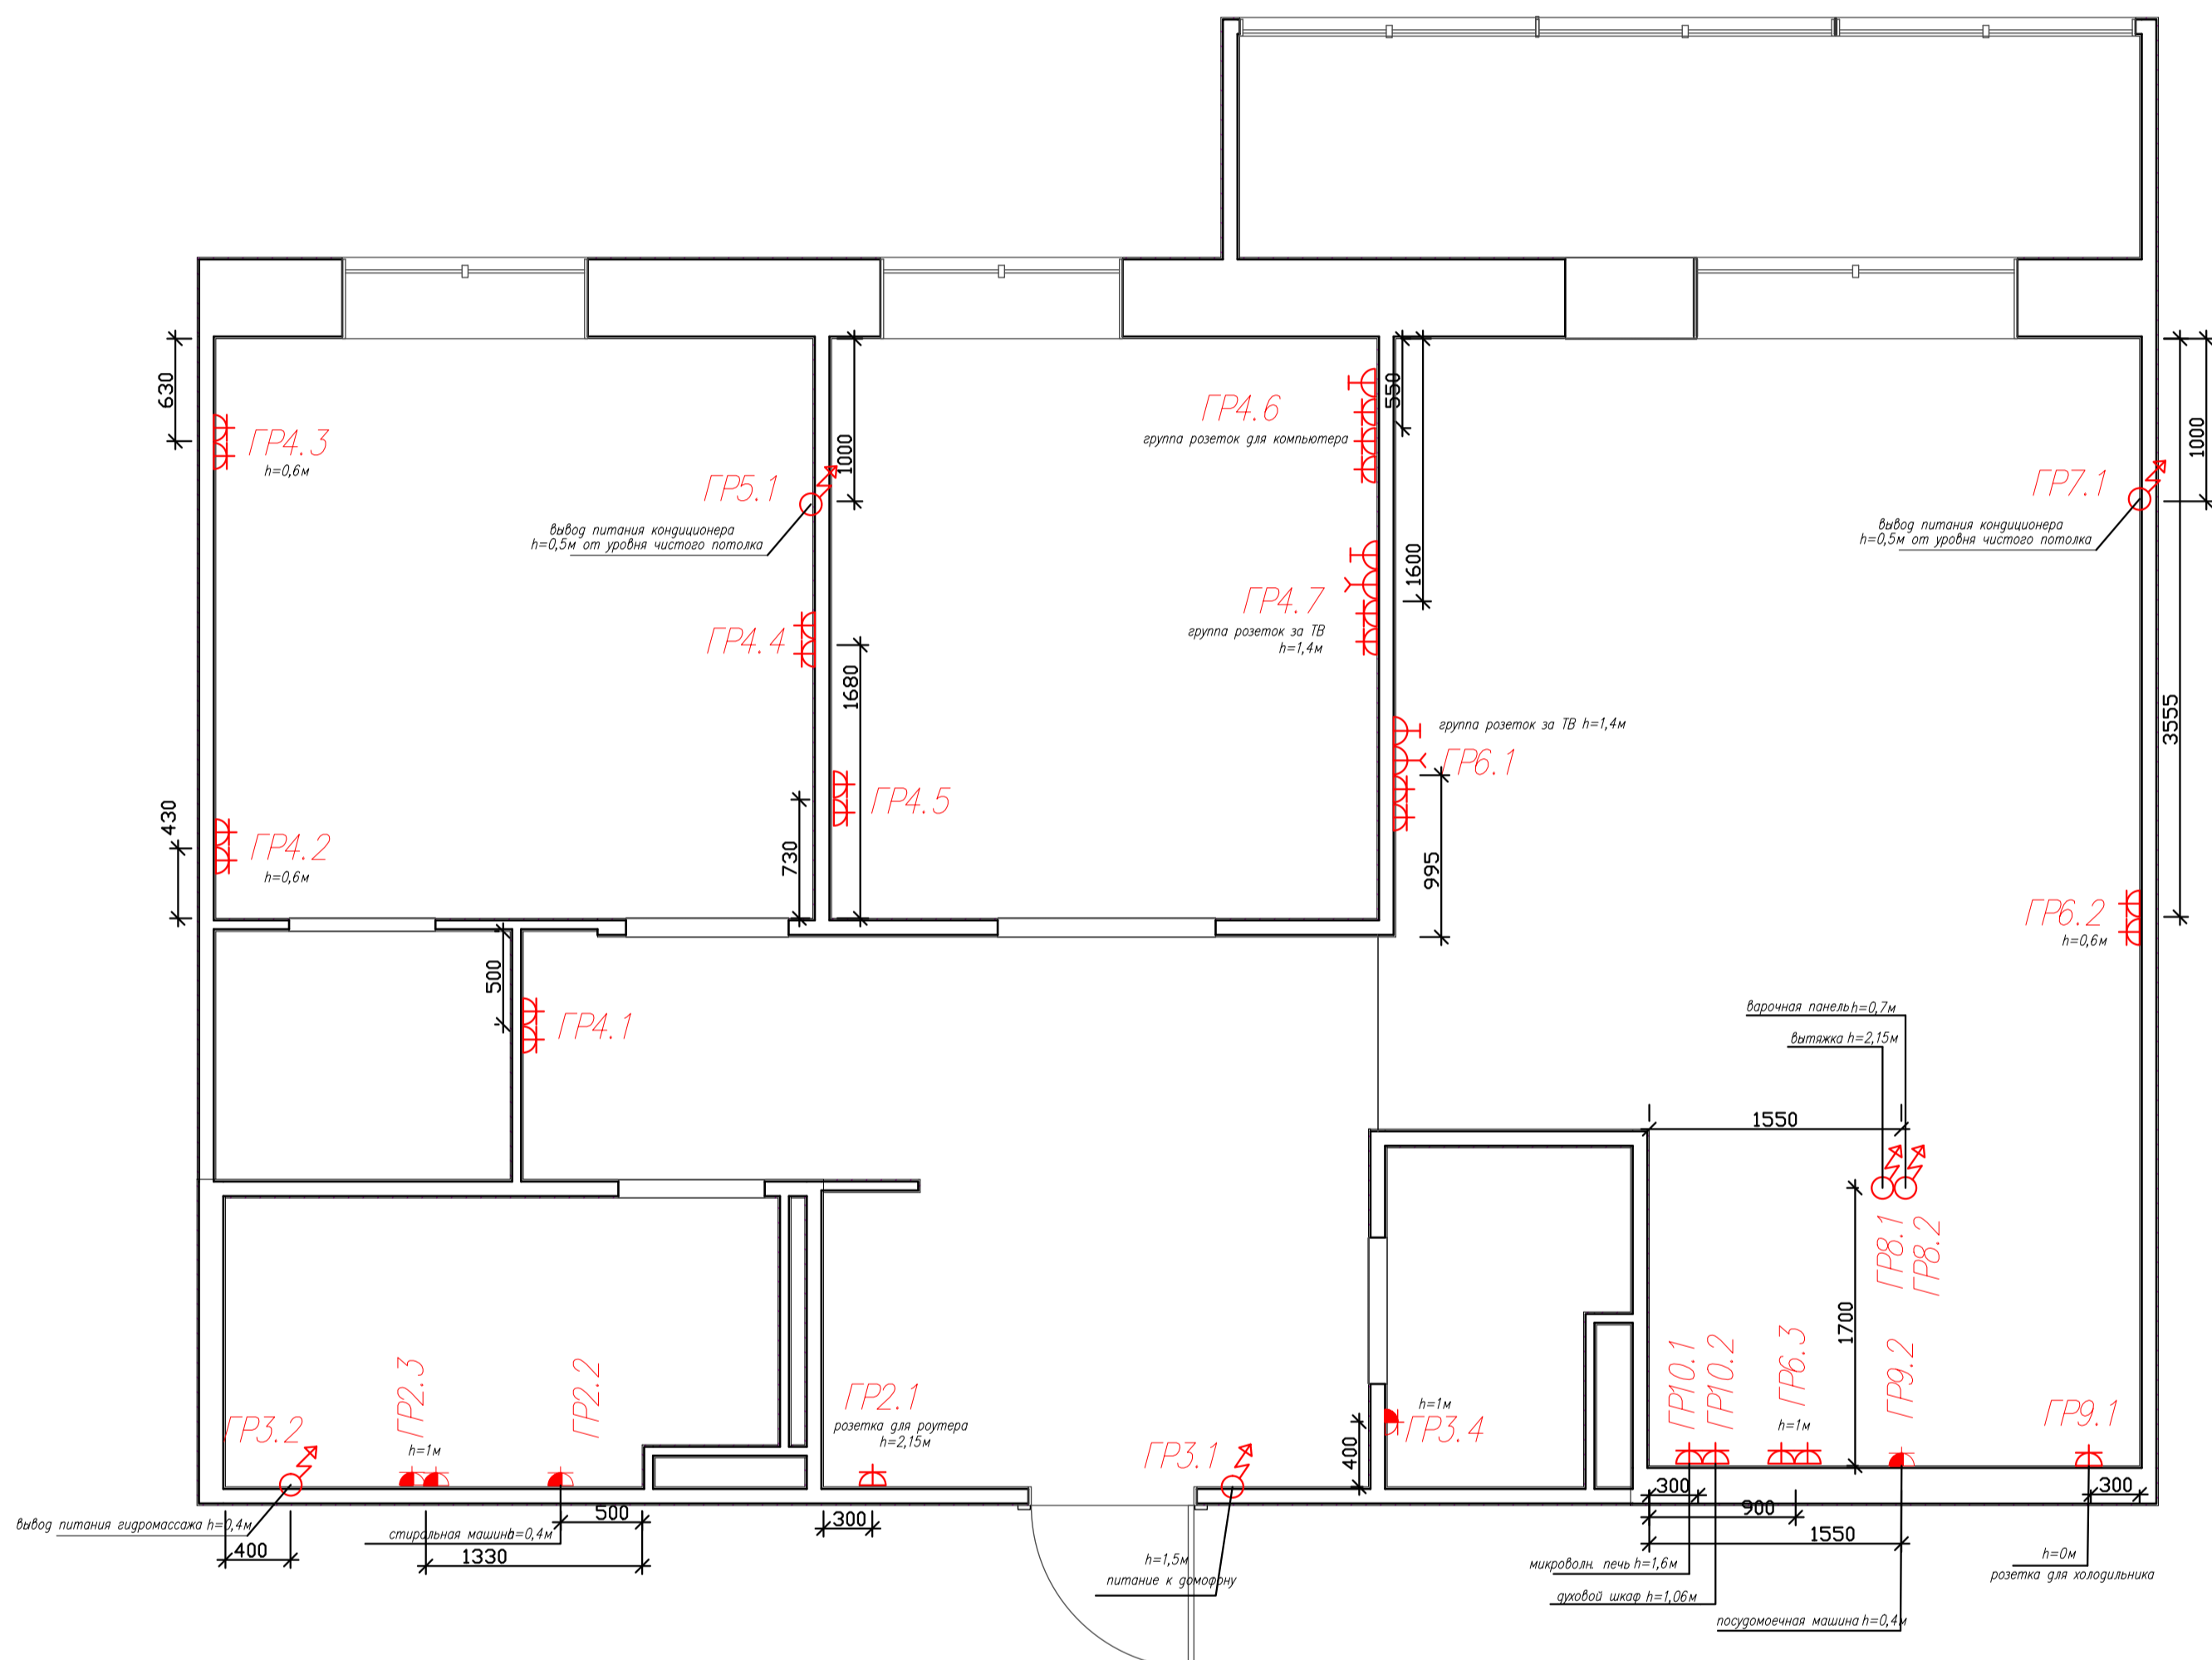 630
ГР4.3
h=0,6м
ГР5.1
1000
вывод питания кондиционера
h=0,5м от уровня чистого потолка
ГР4.6
группа розеток для компьютера
550
1600
ГР7.1
1000
вывод питания кондиционера
h=0,5м от уровня чистого потолка
ГР4.4
1680
ГР4.7
группа розеток за ТВ
h=1,4м
группа розеток за ТВ h=1,4м
ГР6.1
995
3555
430
ГР4.2
h=0,6м
730
ГР4.5
ГР6.2
h=0,6м
500
ГР4.1
варочная панель h=0,7м
вытяжка h=2,15м
1550
ГР8.1
ГР8.2
1700
ГР3.2
ГР2.3
h=1м
ГР2.2
ГР2.1
розетка для роутера
h=2,15м
ГР3.1
400
h=1м
ГР3.4
ГР10.1
ГР10.2
ГР6.3
h=1м
ГР9.2
ГР9.1
вывод питания гидромассажа h=0,4м
400
стиральная машина h=0,4м
500
1330
300
h=1,5м
питание к домофону
300
900
1550
300
микроволн. печь h=1,6м
духовой шкаф h=1,06м
посудомоечная машина h=0,4м
h=0м
розетка для холодильника